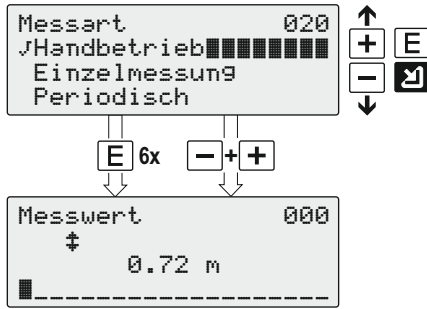 Messart 020
✓Handbetrieb
Einzelmessung
Periodisch
+ E
−
E 6x − + +
Messwert 000
0.72 m